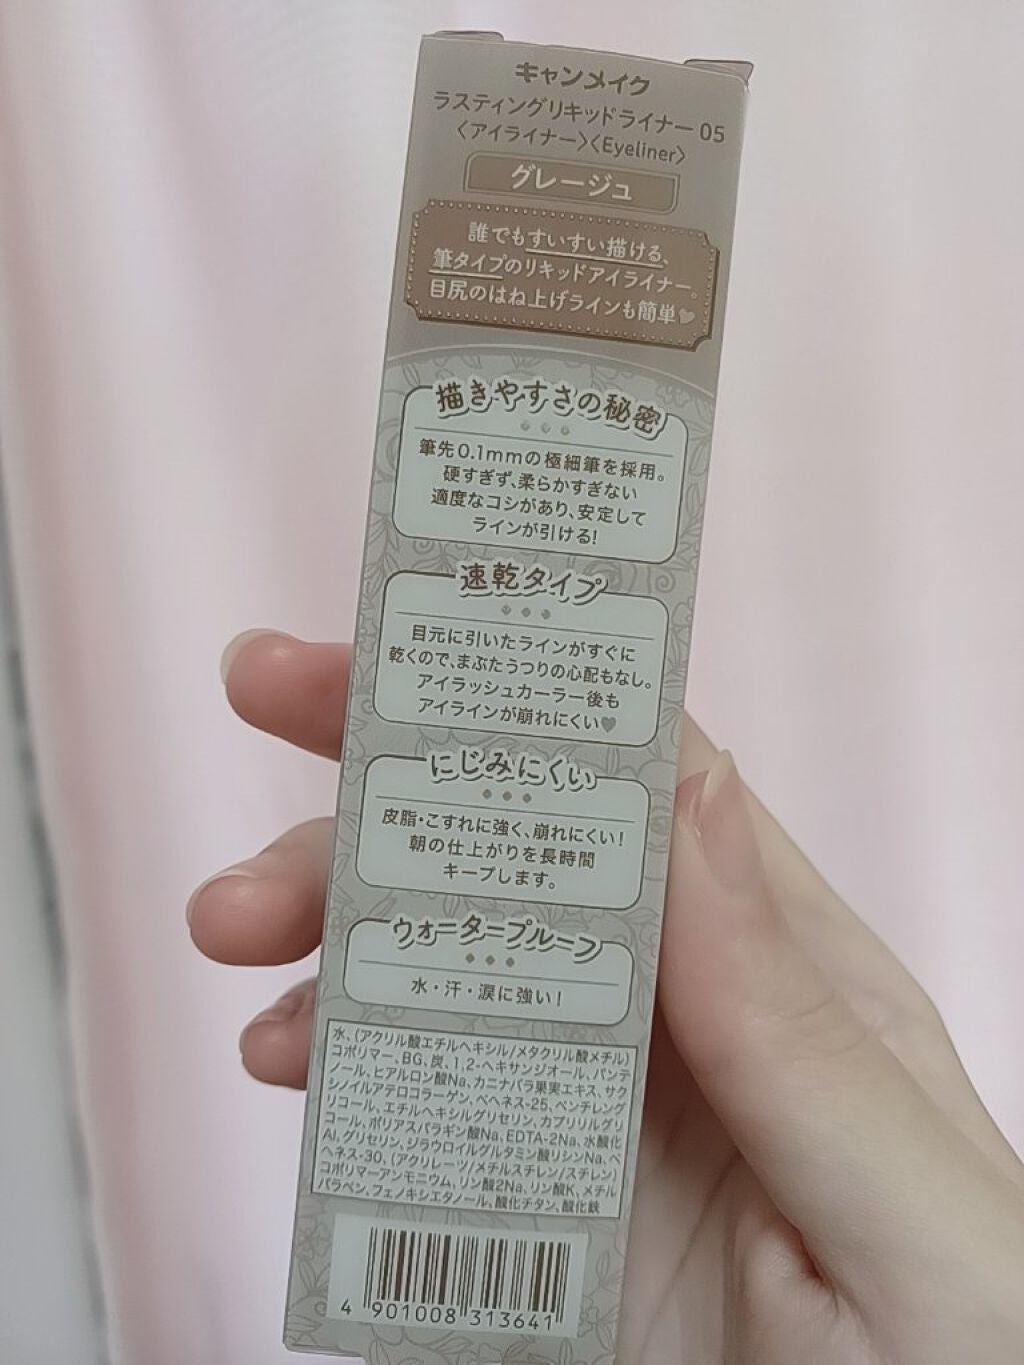 キャンメイク
ラスティングリキッドライナー 05
〈アイライナー〉〈Eyeliner〉
グレージュ
誰でもすいすい描ける、
筆タイプのリキッドアイライナー。
目尻のはね上げラインも簡単♥
描きやすさの秘密
筆先0.1mmの極細筆を採用。
硬すぎず、柔らかすぎない
適度なコシがあり、安定して
ラインが引ける!
速乾タイプ
目元に引いたラインがすぐに
乾くので、まぶたうつりの心配もなし。
アイラッシュカーラー後も
アイラインが崩れにくい♥
にじみにくい
皮脂・こすれに強く、崩れにくい!
朝の仕上がりを長時間
キープします。
ウォータープルーフ
水・汗・涙に強い!
水、(アクリル酸エチルヘキシル/メタクリル酸メチル)
コポリマー、BG、炭、1,2-ヘキサンジオール、パンテ
ノール、ヒアルロン酸Na、カニナバラ果実エキス、サク
シノイルアテロコラーゲン、ベヘネス-25、ペンチレング
リコール、エチルヘキシルグリセリン、カプリリルグリ
コール、ポリアスパラギン酸Na、EDTA-2Na、水酸化
Al、グリセリン、ジラウロイルグルタミン酸リシンNa、ベ
ヘネス-30、(アクリレーツ/メチルスチレン/スチレン)
コポリマーアンモニウム、リン酸2Na、リン酸K、メチル
パラベン、フェノキシエタノール、酸化チタン、酸化鉄
4 901008 313641